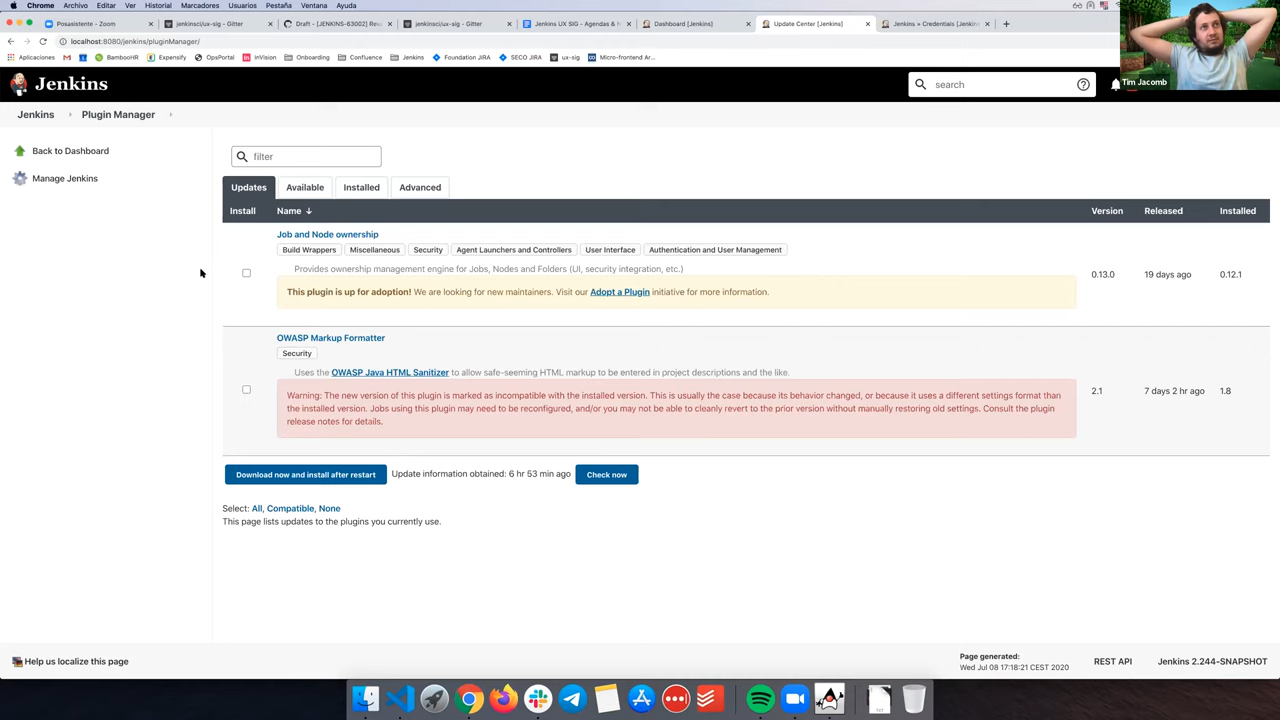 Chrome Archivo Editar Ver Historial Marcadores Usuarios Pestaña Ventana Ayuda
Posasistente - Zoom
jenkinsci/ux-sig - Gitter
Draft - [JENKINS-63002] Rew
jenkinsci/ux-sig - Gitter
Jenkins UX SIG - Agendas & N
Dashboard [Jenkins]
Update Center [Jenkins]
Jenkins » Credentials [Jenkins
localhost:8080/jenkins/pluginManager/
Aplicaciones BambooHR Expensify OpsPortal InVision Onboarding Confluence Jenkins Foundation JIRA SECO JIRA ux-sig Micro-frontend Ar...
Tim Jacomb
Jenkins
search
Jenkins Plugin Manager
Back to Dashboard
Manage Jenkins
filter
Updates Available Installed Advanced
Install Name ↓ Version Released Installed
Job and Node ownership
Build Wrappers Miscellaneous Security Agent Launchers and Controllers User Interface Authentication and User Management
Provides ownership management engine for Jobs, Nodes and Folders (UI, security integration, etc.)
0.13.0 19 days ago 0.12.1
This plugin is up for adoption! We are looking for new maintainers. Visit our Adopt a Plugin initiative for more information.
OWASP Markup Formatter
Security
Uses the OWASP Java HTML Sanitizer to allow safe-seeming HTML markup to be entered in project descriptions and the like.
2.1 7 days 2 hr ago 1.8
Warning: The new version of this plugin is marked as incompatible with the installed version. This is usually the case because its behavior changed, or because it uses a different settings format than
the installed version. Jobs using this plugin may need to be reconfigured, and/or you may not be able to cleanly revert to the prior version without manually restoring old settings. Consult the plugin
release notes for details.
Download now and install after restart Update information obtained: 6 hr 53 min ago Check now
Select: All, Compatible, None
This page lists updates to the plugins you currently use.
Help us localize this page
Page generated:
Wed Jul 08 17:18:21 CEST 2020
REST API Jenkins 2.244-SNAPSHOT